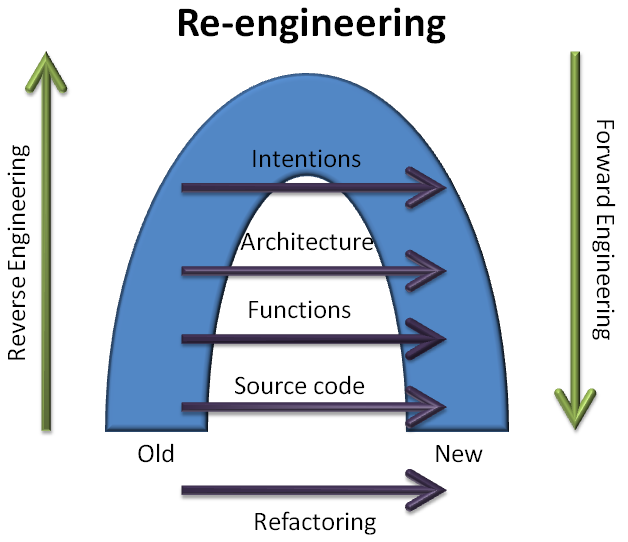 Re-engineering
Reverse Engineering
Forward Engineering
Intentions
Architecture
Functions
Source code
Old
New
Refactoring